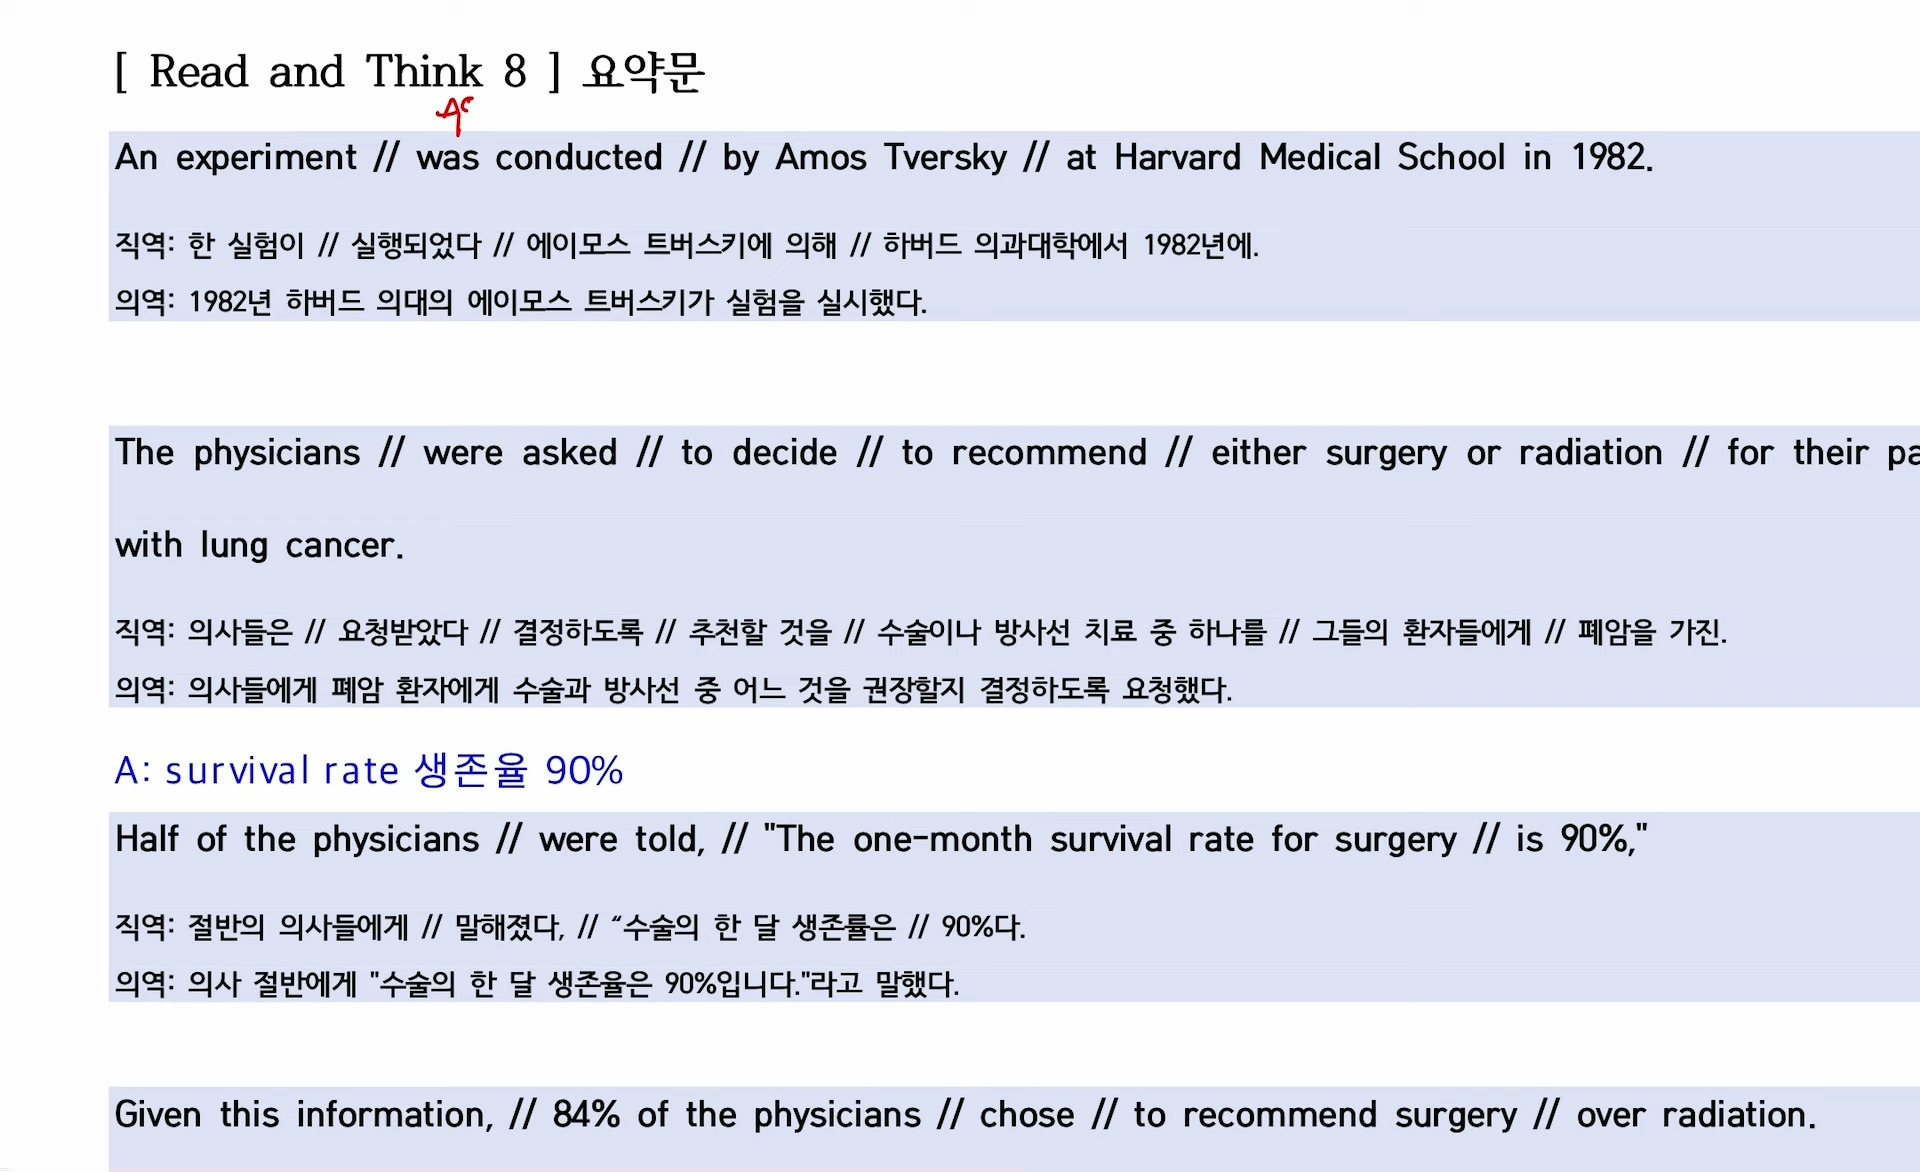 [ Read and Think 8 ] 요약문
An experiment // was conducted // by Amos Tversky // at Harvard Medical School in 1982.
직역: 한 실험이 // 실행되었다 // 에이모스 트버스키에 의해 // 하버드 의과대학에서 1982년에.
의역: 1982년 하버드 의대의 에이모스 트버스키가 실험을 실시했다.
The physicians // were asked // to decide // to recommend // either surgery or radiation // for their
with lung cancer.
직역: 의사들은 // 요청받았다 // 결정하도록 // 추천할 것을 // 수술이나 방사선 치료 중 하나를 // 그들의 환자들에게 // 폐암을 가진.
의역: 의사들에게 폐암 환자에게 수술과 방사선 중 어느 것을 권장할지 결정하도록 요청했다.
A: survival rate 생존율 90%
Half of the physicians // were told, // "The one-month survival rate for surgery // is 90%,"
직역: 절반의 의사들에게 // 말해졌다, // “수술의 한 달 생존률은 // 90%다.
의역: 의사 절반에게 "수술의 한 달 생존율은 90%입니다."라고 말했다.
Given this information, // 84% of the physicians // chose // to recommend surgery // over radiation.